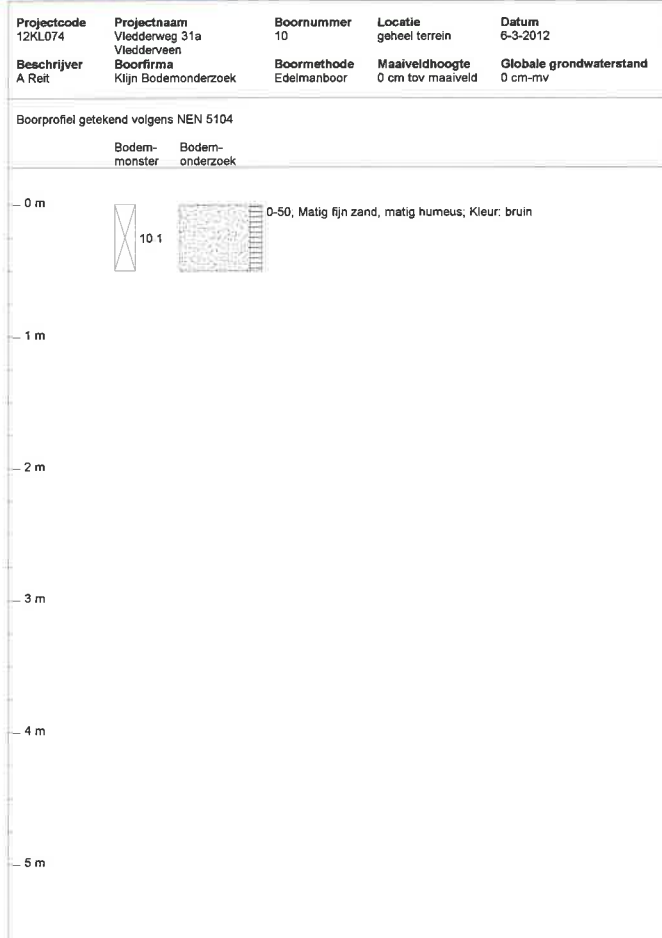 Projectcode Projectnaam Boornummer Locatie Datum
12KL074 Vledderweg 31a 10 geheel terrein 6-3-2012
Vledderveen
Beschrijver Boorfirma Boormethode Maaiveldhoogte Globale grondwaterstand
A Reit Klijn Bodemonderzoek Edelmanboor 0 cm tov maaiveld 0 cm-mv
Boorprofiel getekend volgens NEN 5104
Bodem- Bodem-
monster onderzoek
0 m
0-50, Matig fijn zand, matig humeus; Kleur: bruin
10 1
1 m
2 m
3 m
4 m
5 m